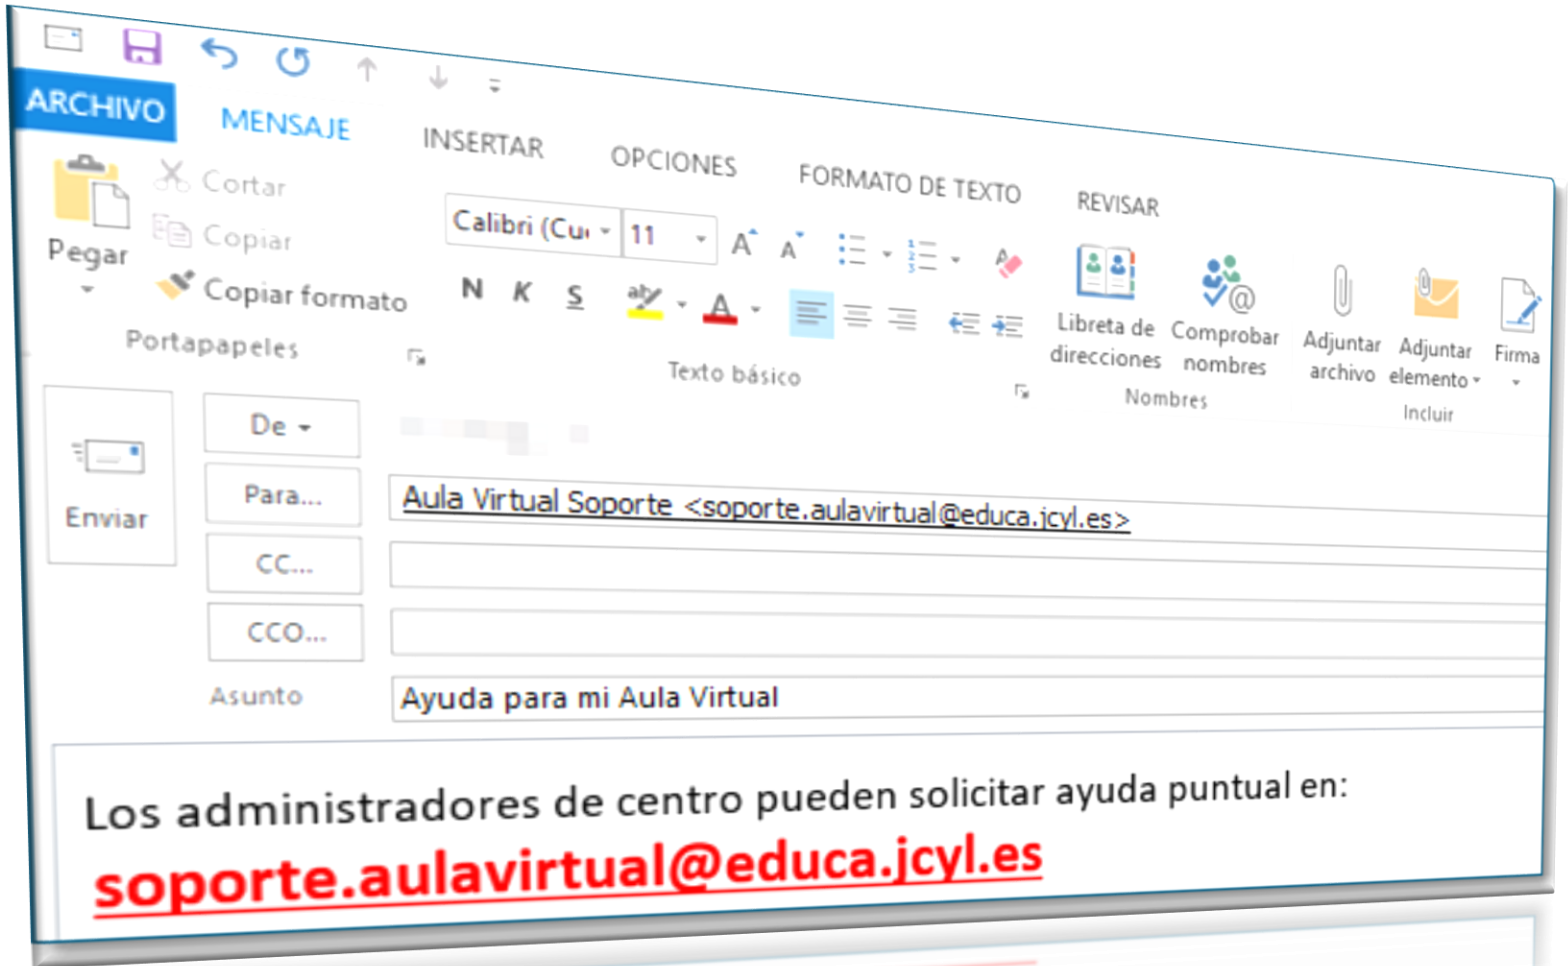 ARCHIVO MENSAJE INSERTAR OPCIONES FORMATO DE TEXTO REVISAR
Pegar
Cortar
Copiar
Copiar formato
Portapapeles
Calibri (Cu 11
N K S
Texto básico
Libreta de direcciones
Comprobar nombres
Nombres
Adjuntar archivo
Adjuntar elemento
Firma
Incluir
Enviar
De
Para... Aula Virtual Soporte <soporte.aulavirtual@educa.jcyl.es>
CC...
CCO...
Asunto Ayuda para mi Aula Virtual
Los administradores de centro pueden solicitar ayuda puntual en:
soporte.aulavirtual@educa.jcyl.es